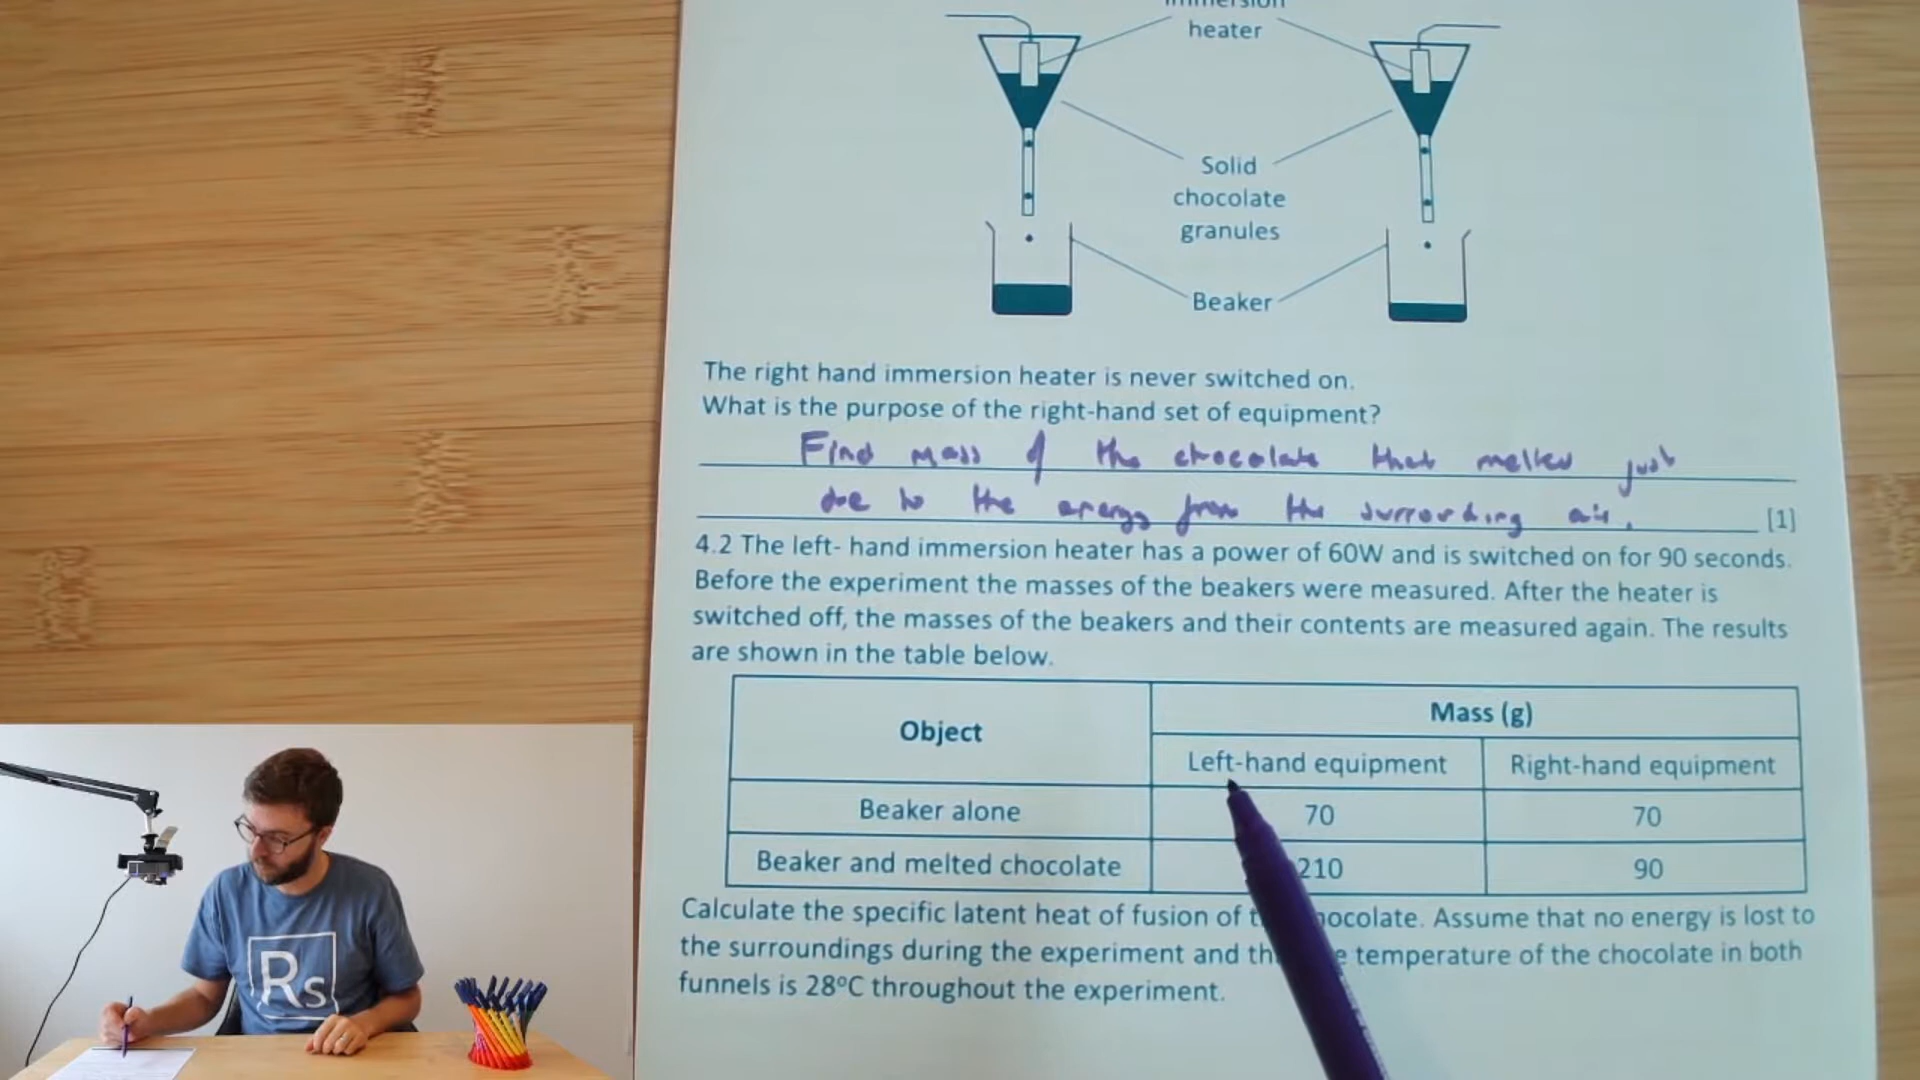 heater
Solid
chocolate
granules
Beaker
The right hand immersion heater is never switched on.
What is the purpose of the right-hand set of equipment?
Find mass of the chocolate that melted just
due to the energy from the surrounding air.
[1]
4.2 The left- hand immersion heater has a power of 60W and is switched on for 90 seconds.
Before the experiment the masses of the beakers were measured. After the heater is
switched off, the masses of the beakers and their contents are measured again. The results
are shown in the table below.
Object
Mass (g)
Left-hand equipment
Right-hand equipment
Beaker alone
70
70
Beaker and melted chocolate
210
90
Calculate the specific latent heat of fusion of Assume that no energy is lost to
the surroundings during the experiment and temperature of the chocolate in both
funnels is 28°C throughout the experiment.
Rs